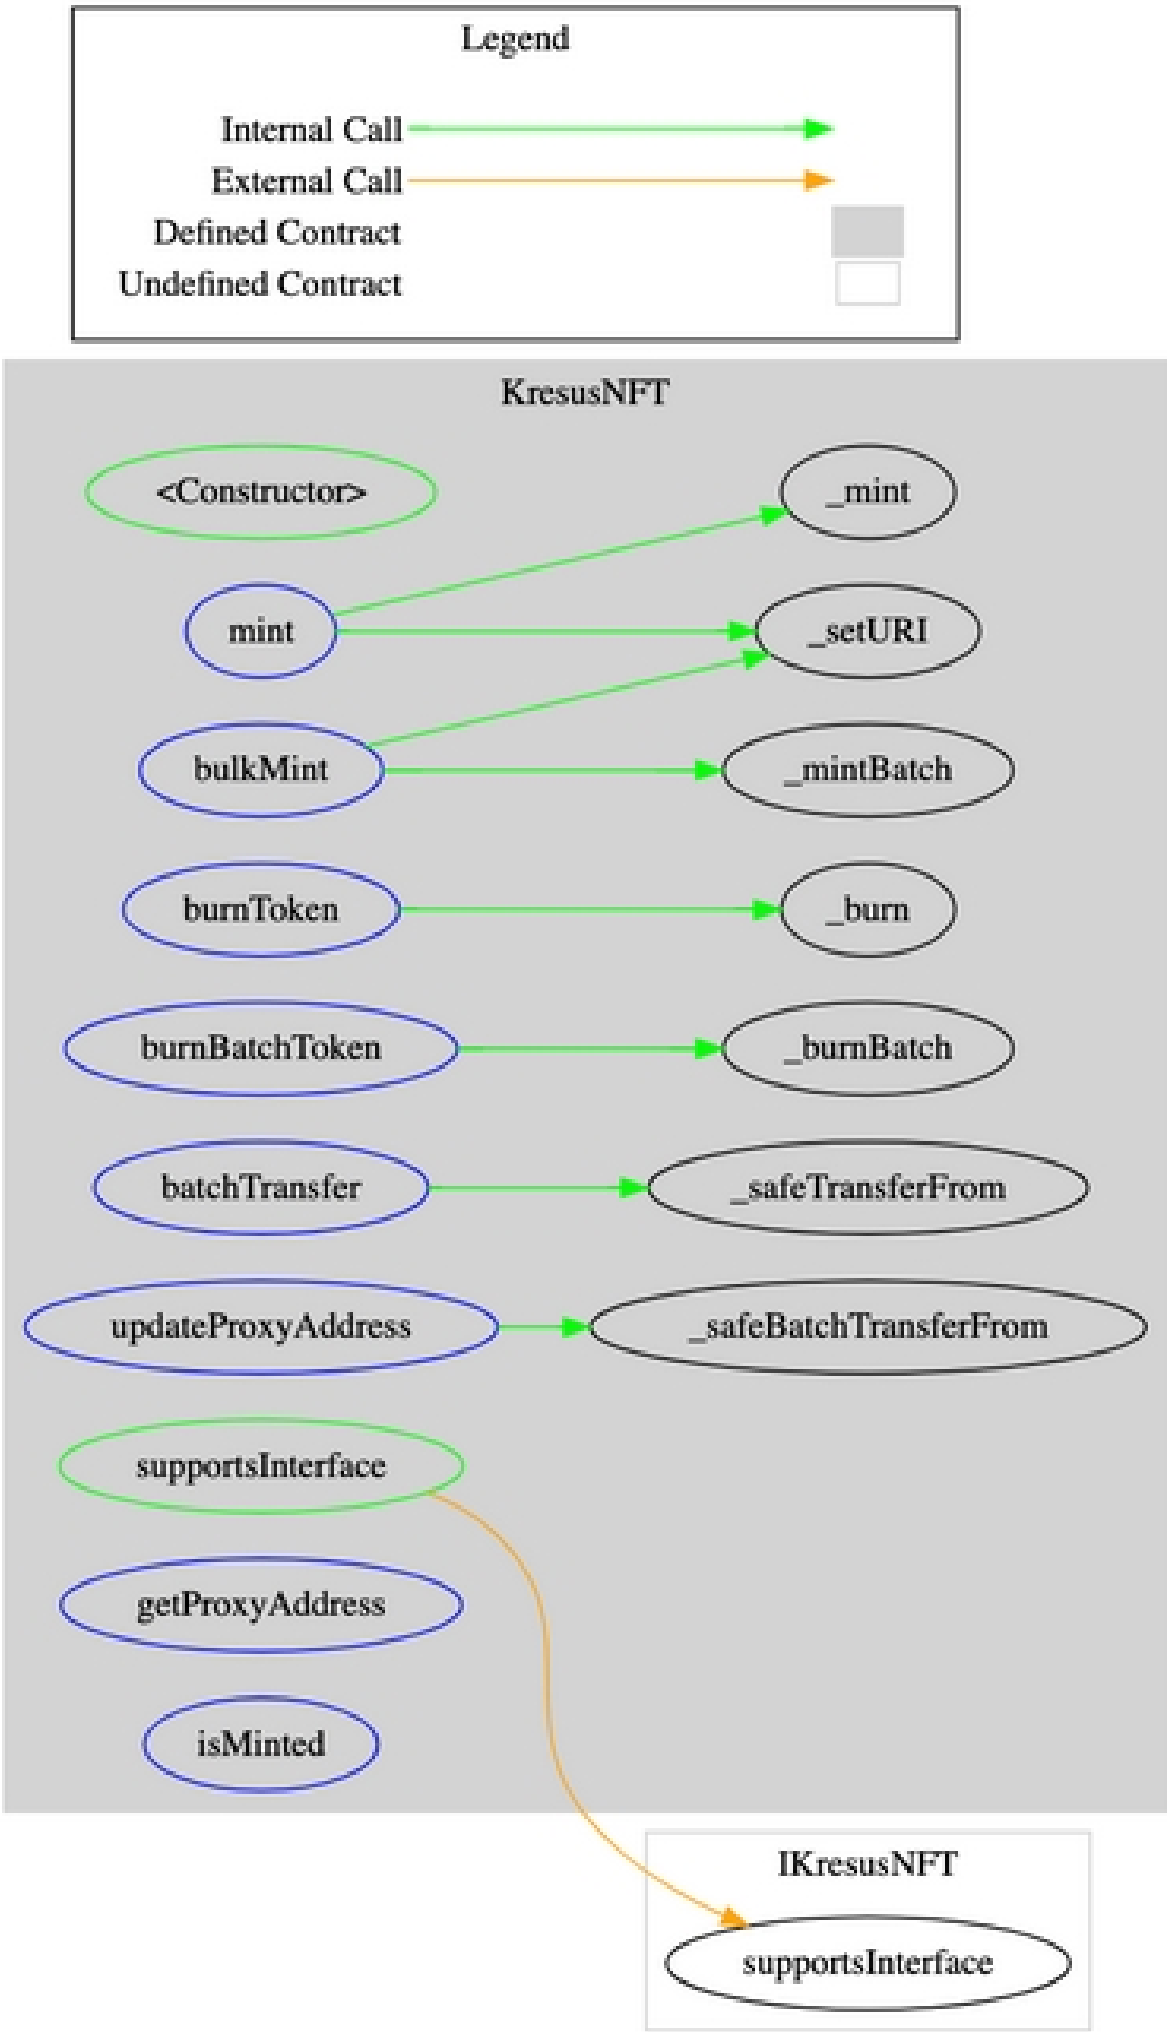 Legend
Internal Call
External Call
Defined Contract
Undefined Contract
KresusNFT
<Constructor>
_mint
mint
_setURI
bulkMint
_mintBatch
burnToken
_burn
burnBatchToken
_burnBatch
batchTransfer
_safeTransferFrom
updateProxyAddress
_safeBatchTransferFrom
supportsInterface
getProxyAddress
isMinted
IKresusNFT
supportsInterface